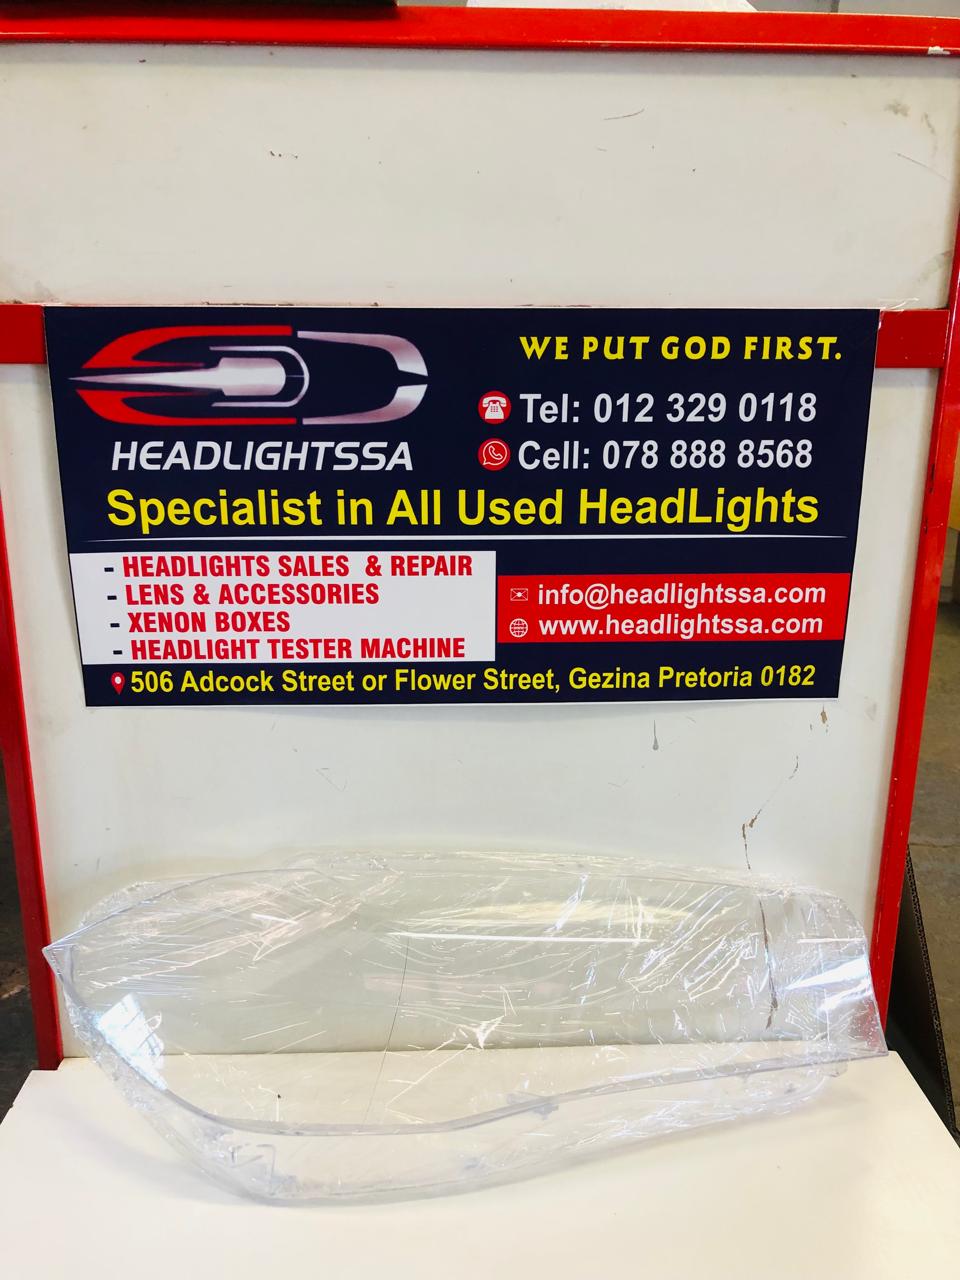 WE PUT GOD FIRST.
Tel: 012 329 0118
Cell: 078 888 8568
HEADLIGHTSSA
Specialist in All Used HeadLights
- HEADLIGHTS SALES & REPAIR
- LENS & ACCESSORIES
- XENON BOXES
- HEADLIGHT TESTER MACHINE
info@headlightssa.com
www.headlightssa.com
506 Adcock Street or Flower Street, Gezina Pretoria 0182